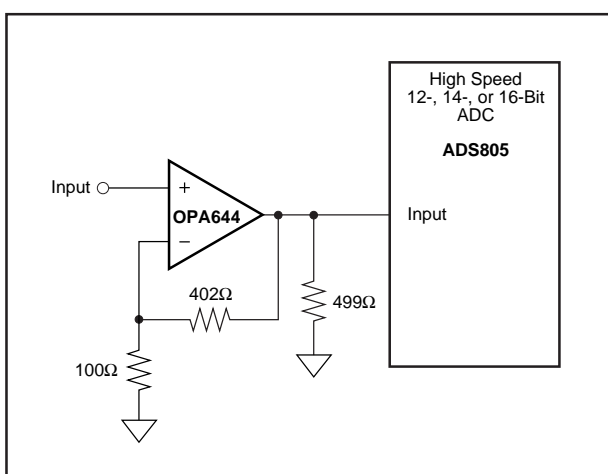 High Speed
12-, 14-, or 16-Bit
ADC
ADS805
Input
+
OPA644
–
Input
402Ω
499Ω
100Ω